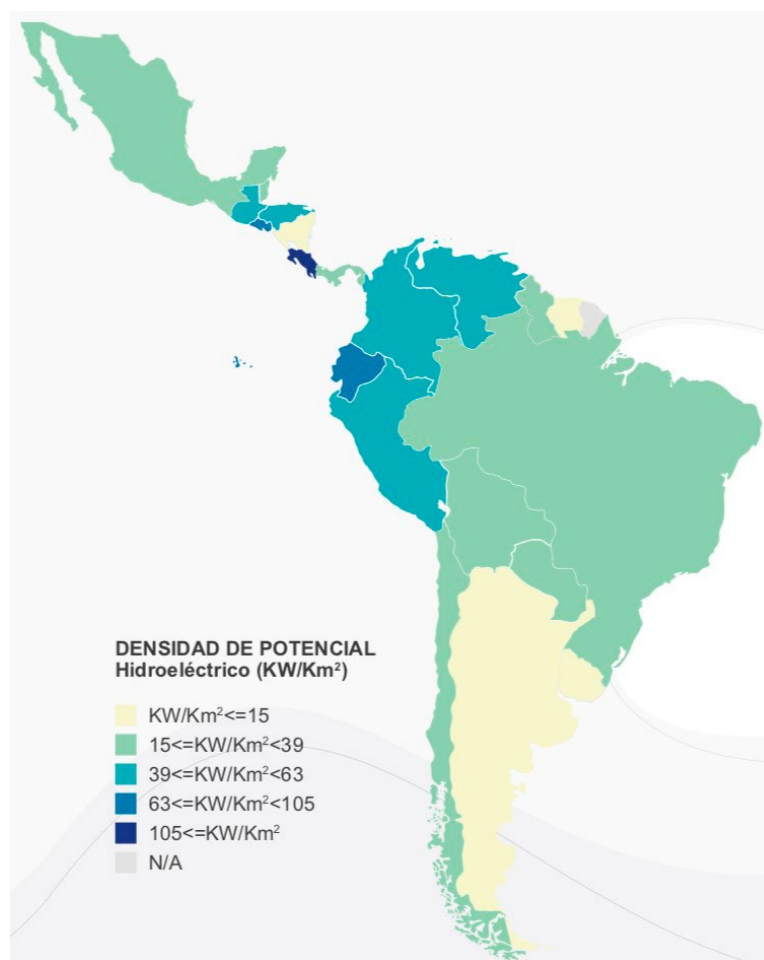 DENSIDAD DE POTENCIAL
Hidroeléctrico (KW/Km²)
KW/Km²<=15
15<=KW/Km²<39
39<=KW/Km²<63
63<=KW/Km²<105
105<=KW/Km²
N/A